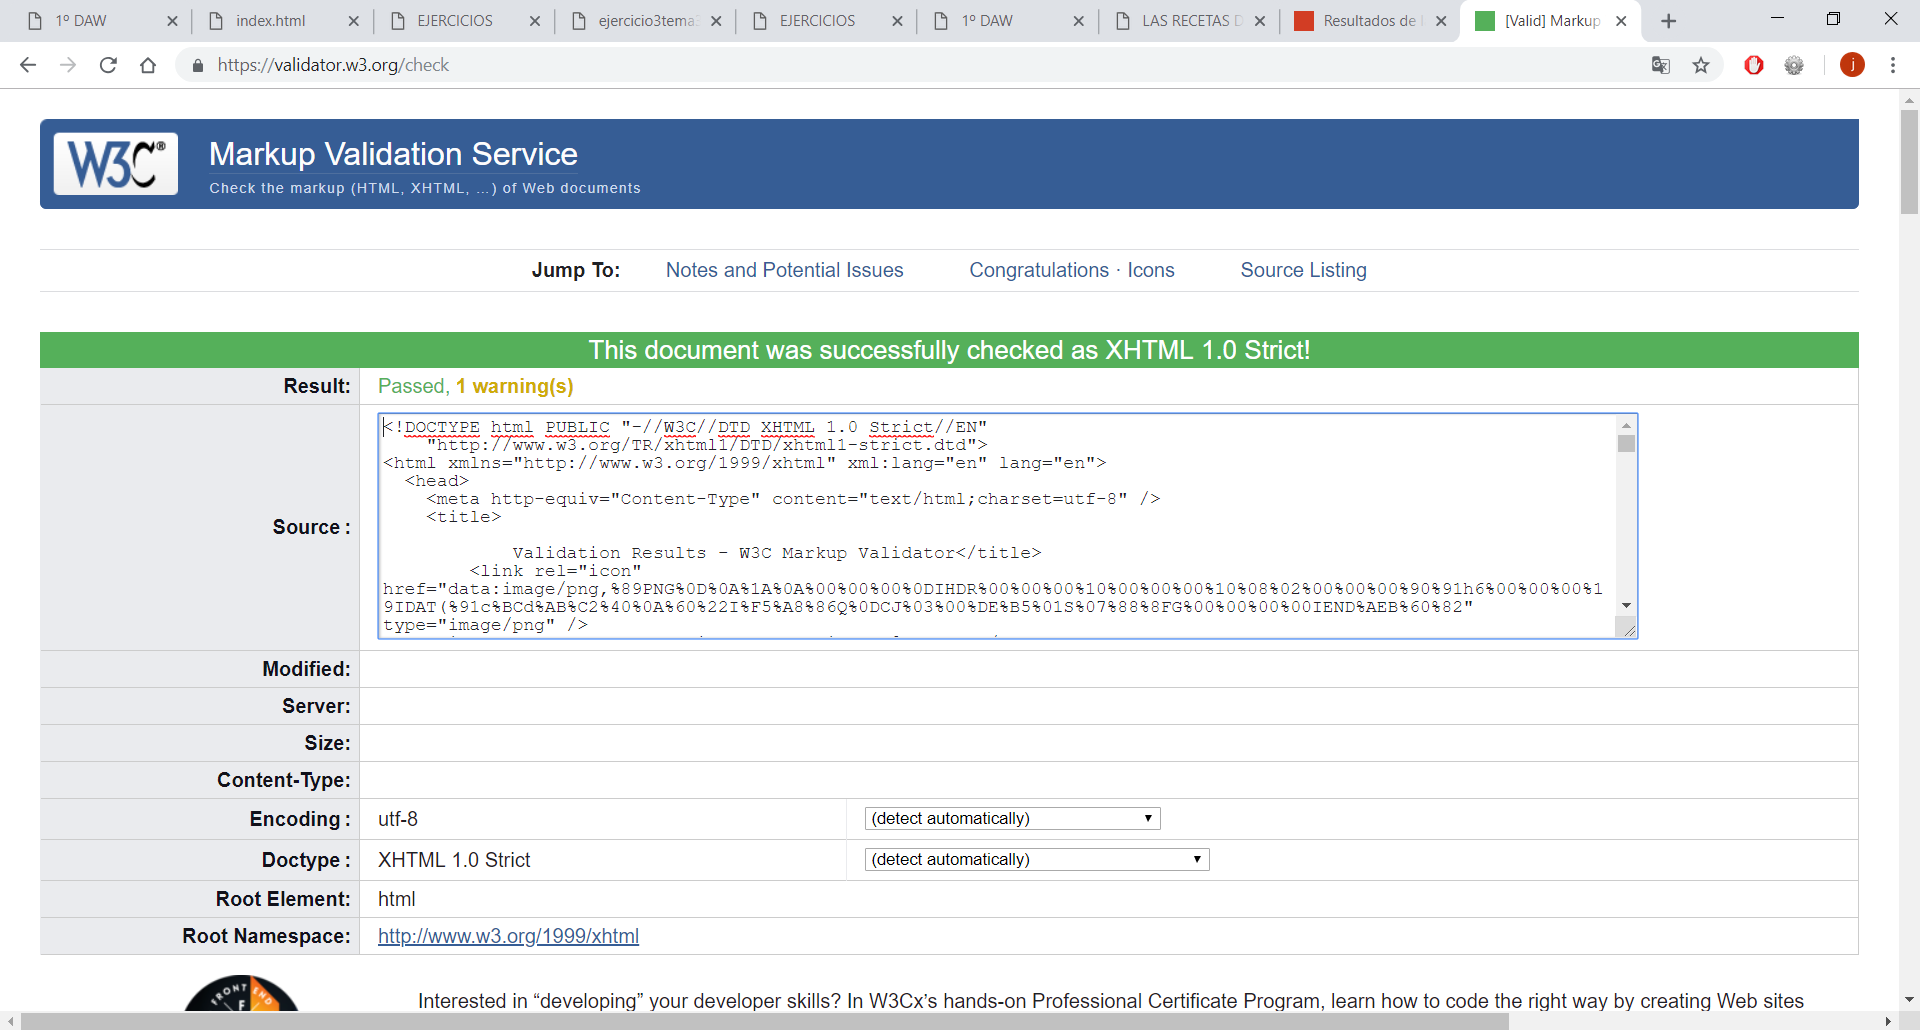 1º DAW
index.html
EJERCICIOS
ejercicio3tema
EJERCICIOS
1º DAW
LAS RECETAS D
Resultados de
[Valid] Markup
https://validator.w3.org/check
j
W3C®
Markup Validation Service
Check the markup (HTML, XHTML, …) of Web documents
Jump To: Notes and Potential Issues Congratulations · Icons Source Listing
This document was successfully checked as XHTML 1.0 Strict!
Result: Passed, 1 warning(s)
Source :
<!DOCTYPE html PUBLIC "-//W3C//DTD XHTML 1.0 Strict//EN"
"http://www.w3.org/TR/xhtml1/DTD/xhtml1-strict.dtd">
<html xmlns="http://www.w3.org/1999/xhtml" xml:lang="en" lang="en">
<head>
<meta http-equiv="Content-Type" content="text/html;charset=utf-8" />
<title>
Validation Results - W3C Markup Validator</title>
<link rel="icon"
href="data:image/png,%89PNG%0D%0A%1A%0A%00%00%00%0DIHDR%00%00%00%10%00%00%00%10%08%02%00%00%00%90%91h6%00%00%00%1
9IDAT(%91c%BCd%AB%C2%40%0A%60%22I%F5%A8%86Q%0DCJ%03%00%DE%B5%01S%07%88%8FG%00%00%00%00IEND%AEB%60%82"
type="image/png" />
Modified:
Server:
Size:
Content-Type:
Encoding : utf-8 (detect automatically)
Doctype : XHTML 1.0 Strict (detect automatically)
Root Element: html
Root Namespace: http://www.w3.org/1999/xhtml
FRONT END
F
Interested in “developing” your developer skills? In W3Cx’s hands-on Professional Certificate Program, learn how to code the right way by creating Web sites